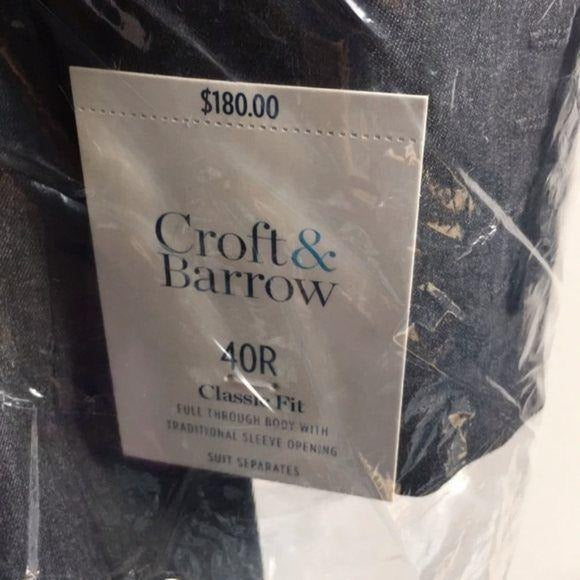 $180.00
Croft &
Barrow
40R
Classic Fit
FULL THROUGH BODY WITH
TRADITIONAL SLEEVE OPENING
SUIT SEPARATES